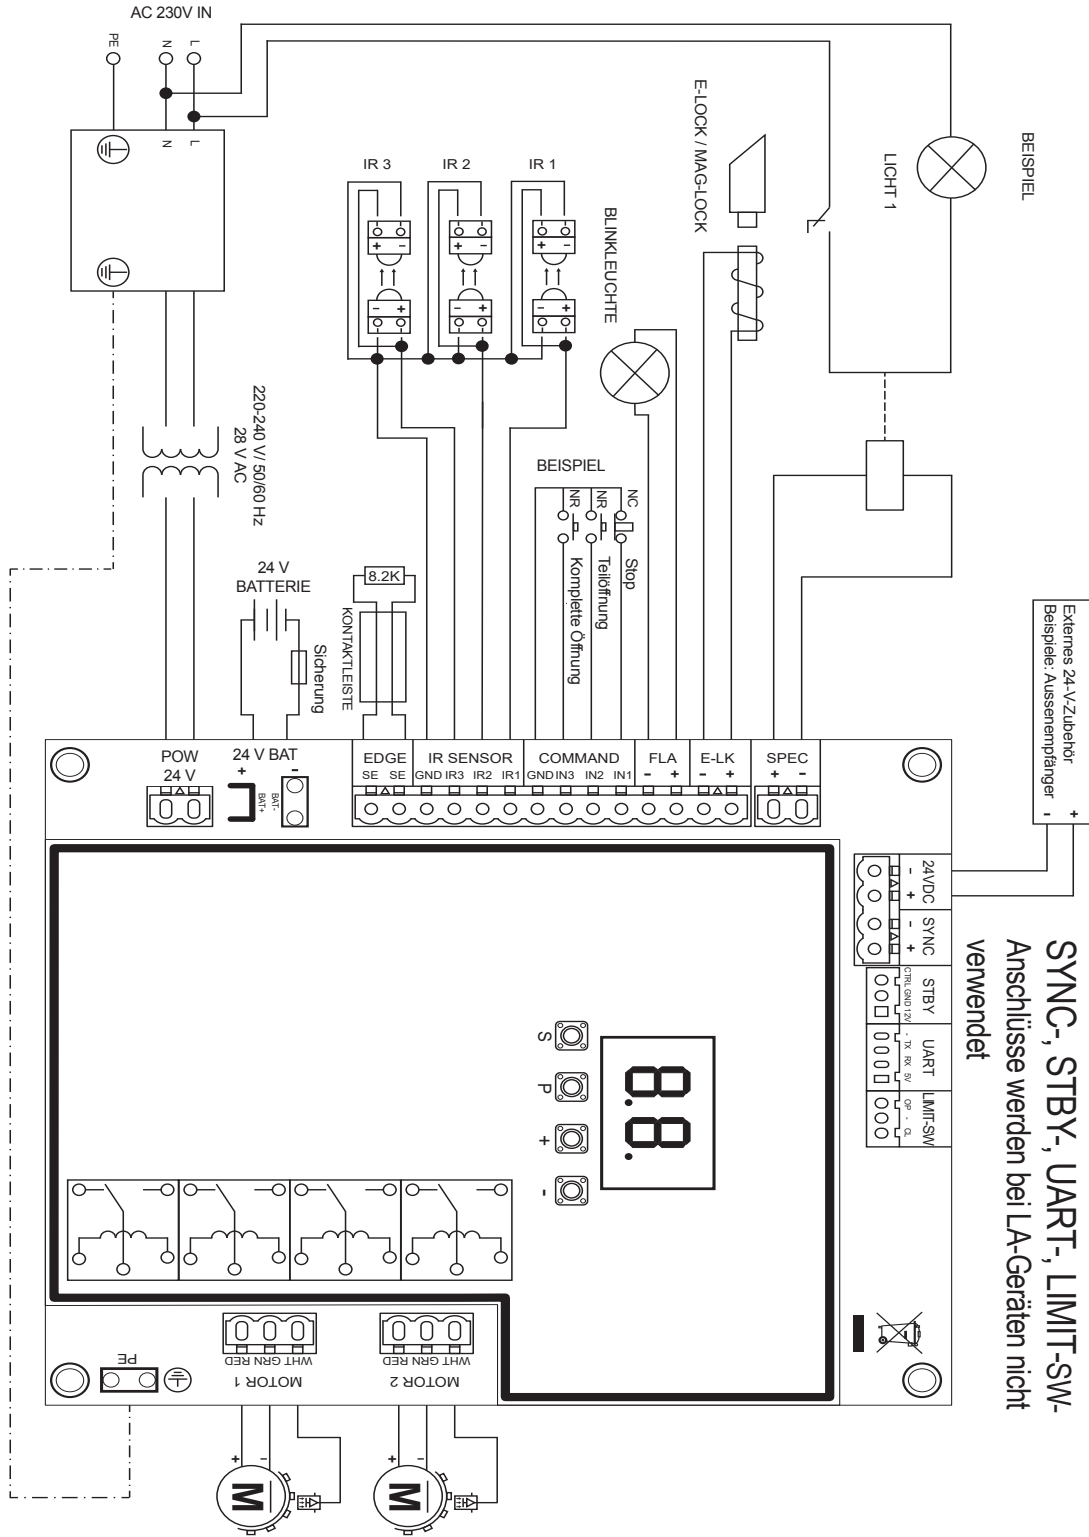 AC 230V IN
PE
N
L
N
L
BEISPIEL
LICHT 1
E-LOCK / MAG-LOCK
BLINKLEUCHTE
IR 3
IR 2
IR 1
+ -
+ -
+ -
- +
- +
- +
220-240 V/ 50/60 Hz
28 V AC
24 V
BATTERIE
Sicherung
8.2K
KONTAKTLEISTE
BEISPIEL
NR
NR
NC
Komplette Öffnung
Teilöffnung
Stop
Externes 24-V-Zubehör
Beispiele: Aussenempfänger
- +
POW
24 V
24 V BAT
+ -
BAT+
BAT-
EDGE
SE SE
IR SENSOR
GND IR3 IR2 IR1
COMMAND
GND IN3 IN2 IN1
FLA
- +
E-LK
- +
SPEC
+ -
24VDC
- +
SYNC
- +
STBY
CTRL GND 12V
UART
- TX RX 5V
LIMIT-SW
OP - CL
SYNC-, STBY-, UART-, LIMIT-SW-
Anschlüsse werden bei LA-Geräten nicht
verwendet
8.8.
S
P
+
-
PE
WHT GRN RED
MOTOR 1
WHT GRN RED
MOTOR 2
+ -
M
+ -
M